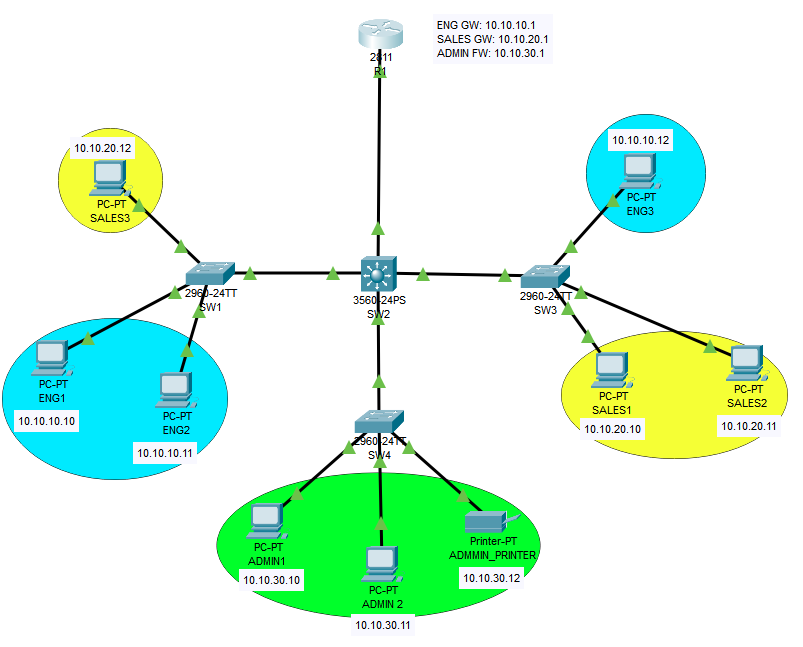 ENG GW: 10.10.10.1
SALES GW: 10.10.20.1
ADMIN FW: 10.10.30.1
2811
R1
10.10.20.12
PC-PT
SALES3
10.10.10.12
PC-PT
ENG3
2960-24TT
SW1
3560-24PS
SW2
2960-24TT
SW3
PC-PT
ENG1
10.10.10.10
PC-PT
ENG2
10.10.10.11
PC-PT
SALES1
10.10.20.10
PC-PT
SALES2
10.10.20.11
2960-24TT
SW4
PC-PT
ADMIN1
10.10.30.10
PC-PT
ADMIN 2
10.10.30.11
Printer-PT
ADMMIN_PRINTER
10.10.30.12